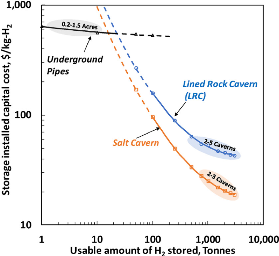 Storage installed capital cost, $/kg-H2
1,000
100
10
0.2-1.5 Acres
Underground
Pipes
Lined Rock Cavern
(LRC)
Salt Cavern
2-5 Caverns
2-5 Caverns
1
10
100
1,000
10,000
Usable amount of H2 stored, Tonnes